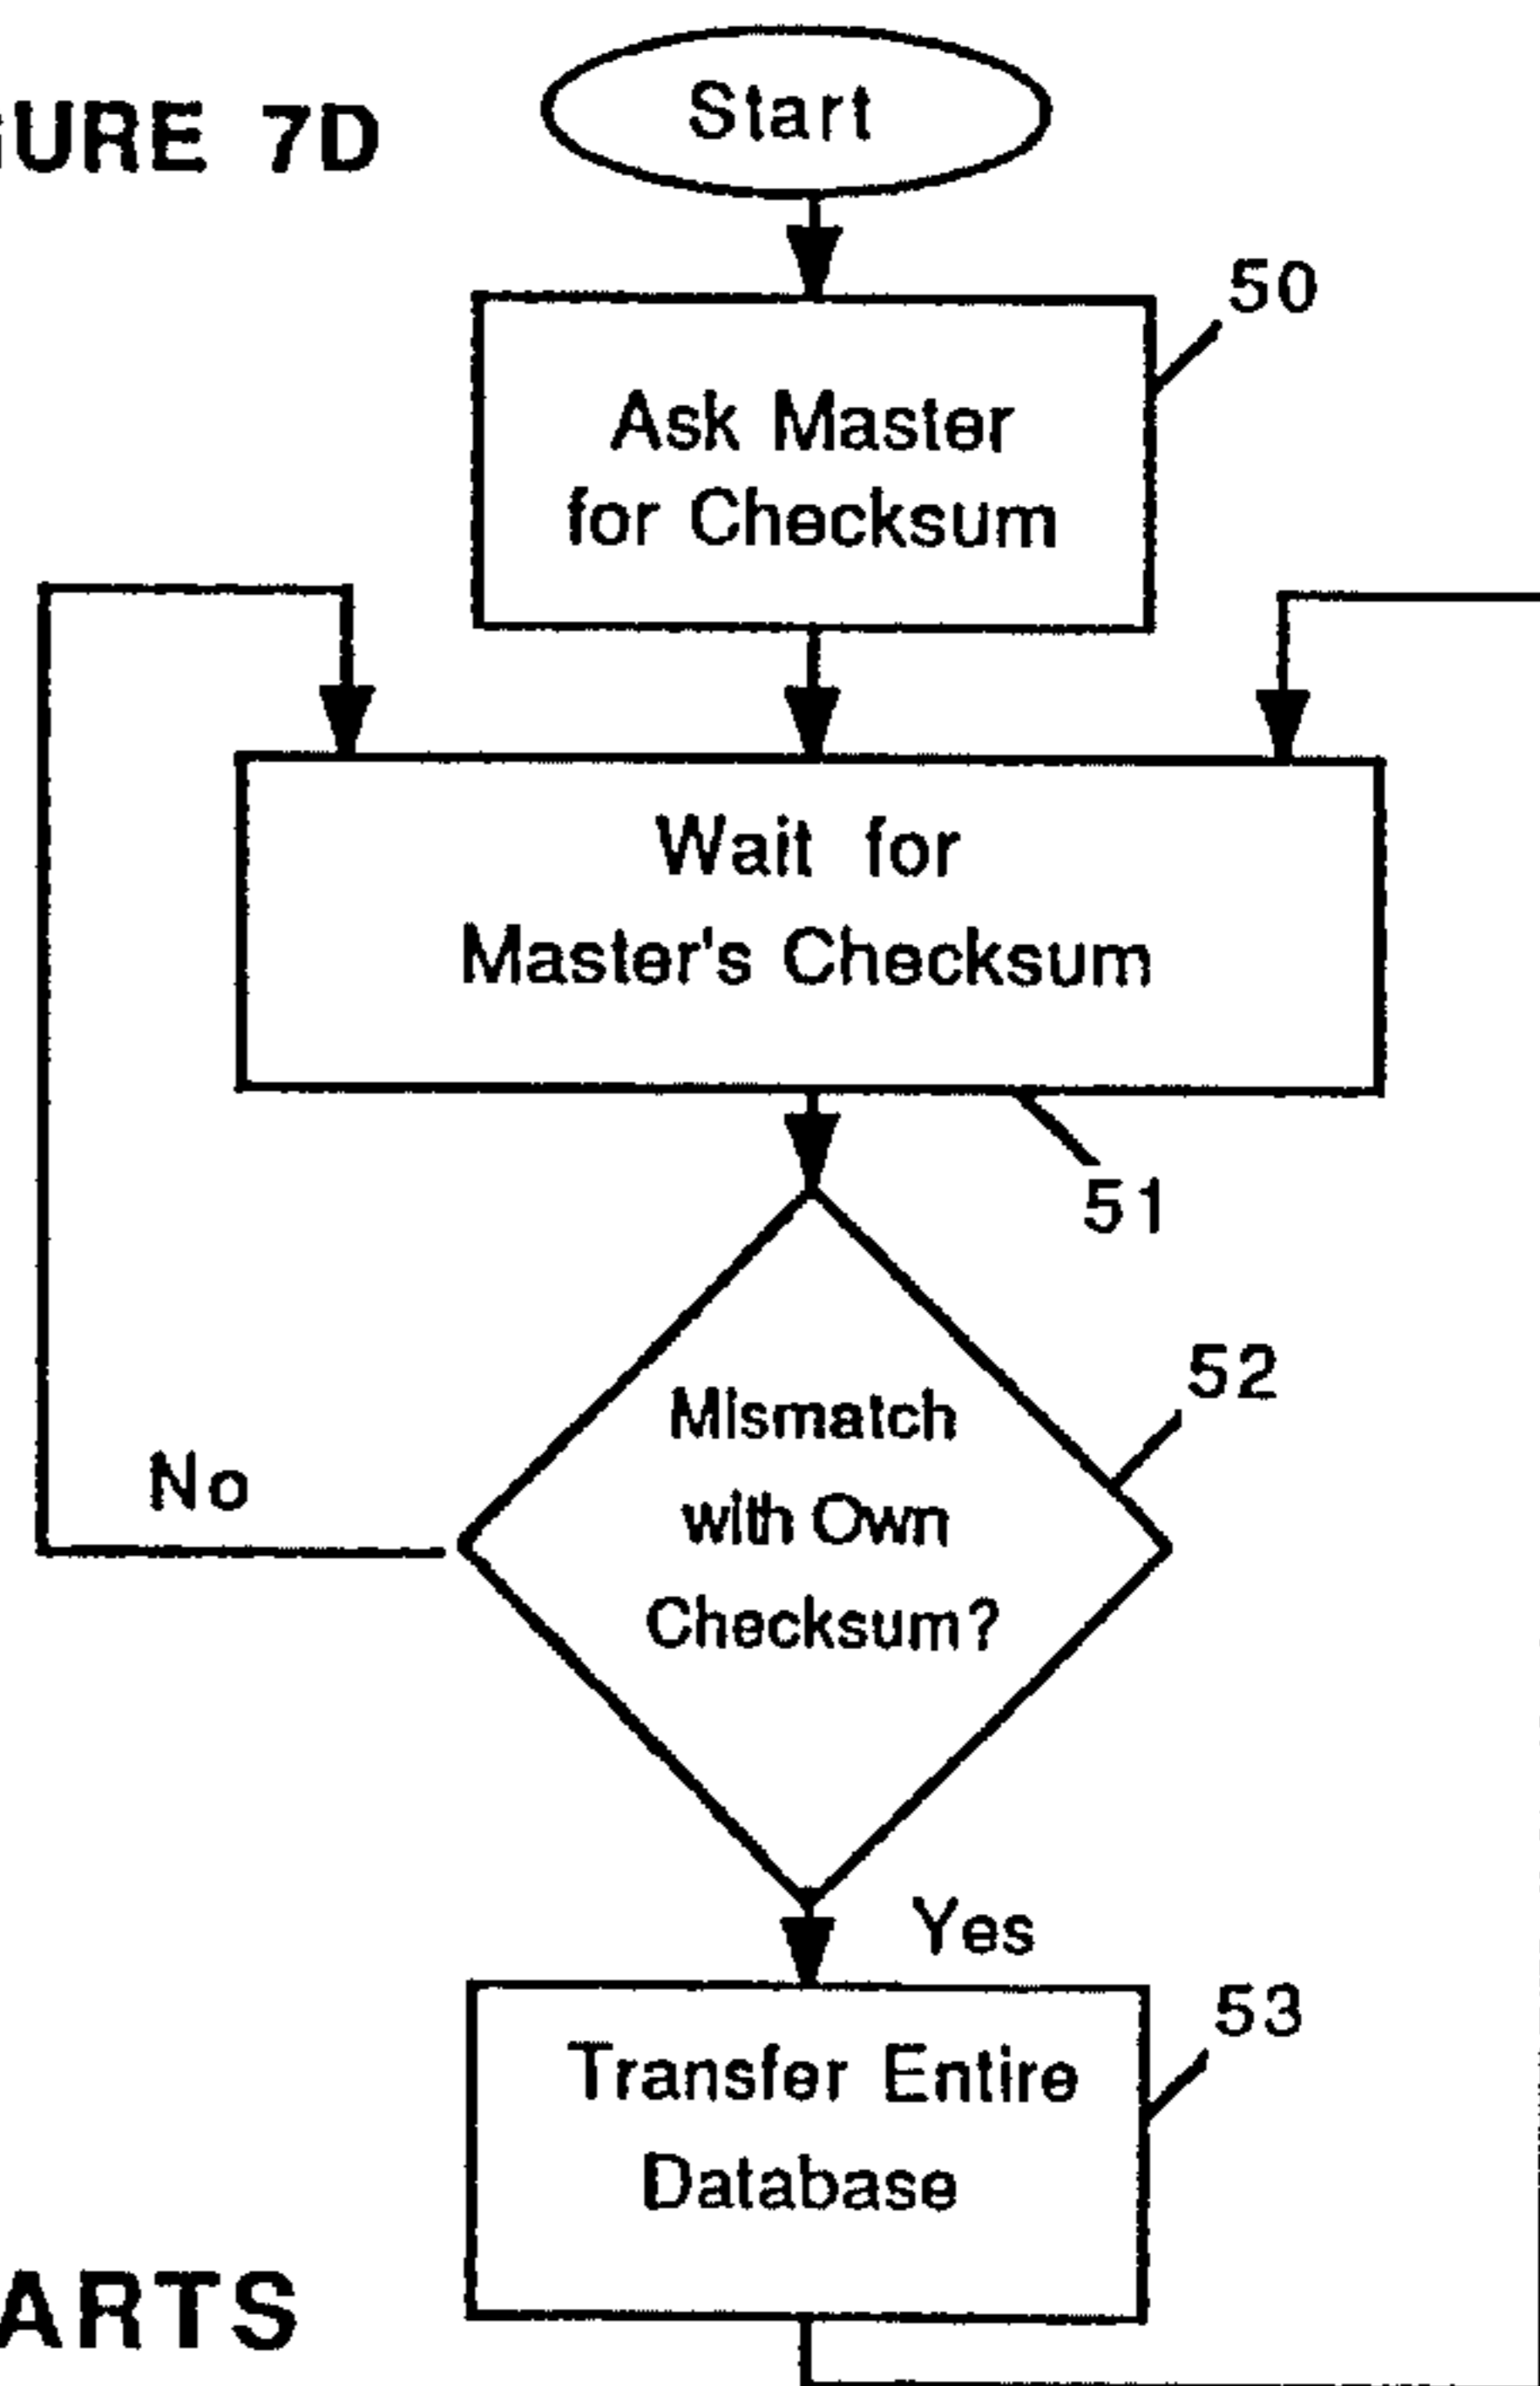 GURE 7D
Start
50
Ask Master
for Checksum
Wait for
Master's Checksum
51
52
Mismatch
with Own
Checksum?
No
Yes
53
Transfer Entire
Database
ARTS